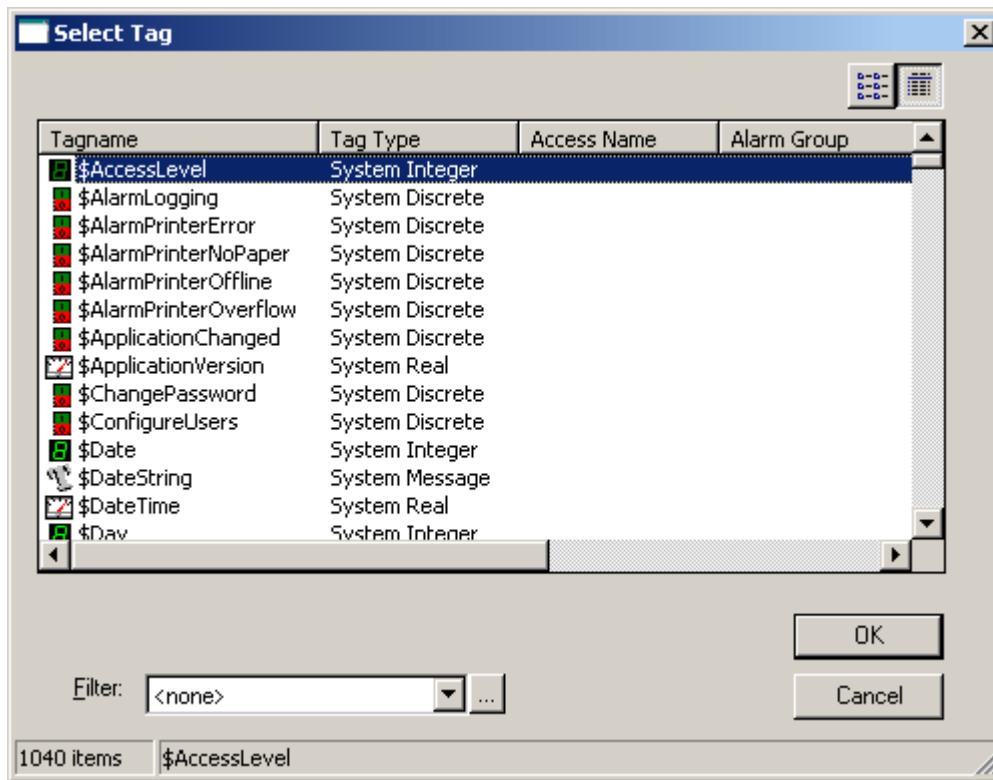 Select Tag
Tagname Tag Type Access Name Alarm Group
$AccessLevel System Integer
$AlarmLogging System Discrete
$AlarmPrinterError System Discrete
$AlarmPrinterNoPaper System Discrete
$AlarmPrinterOffline System Discrete
$AlarmPrinterOverflow System Discrete
$ApplicationChanged System Discrete
$ApplicationVersion System Real
$ChangePassword System Discrete
$ConfigureUsers System Discrete
$Date System Integer
$DateString System Message
$DateTime System Real
$Day System Integer
OK
Filter: <none> ...
Cancel
1040 items $AccessLevel